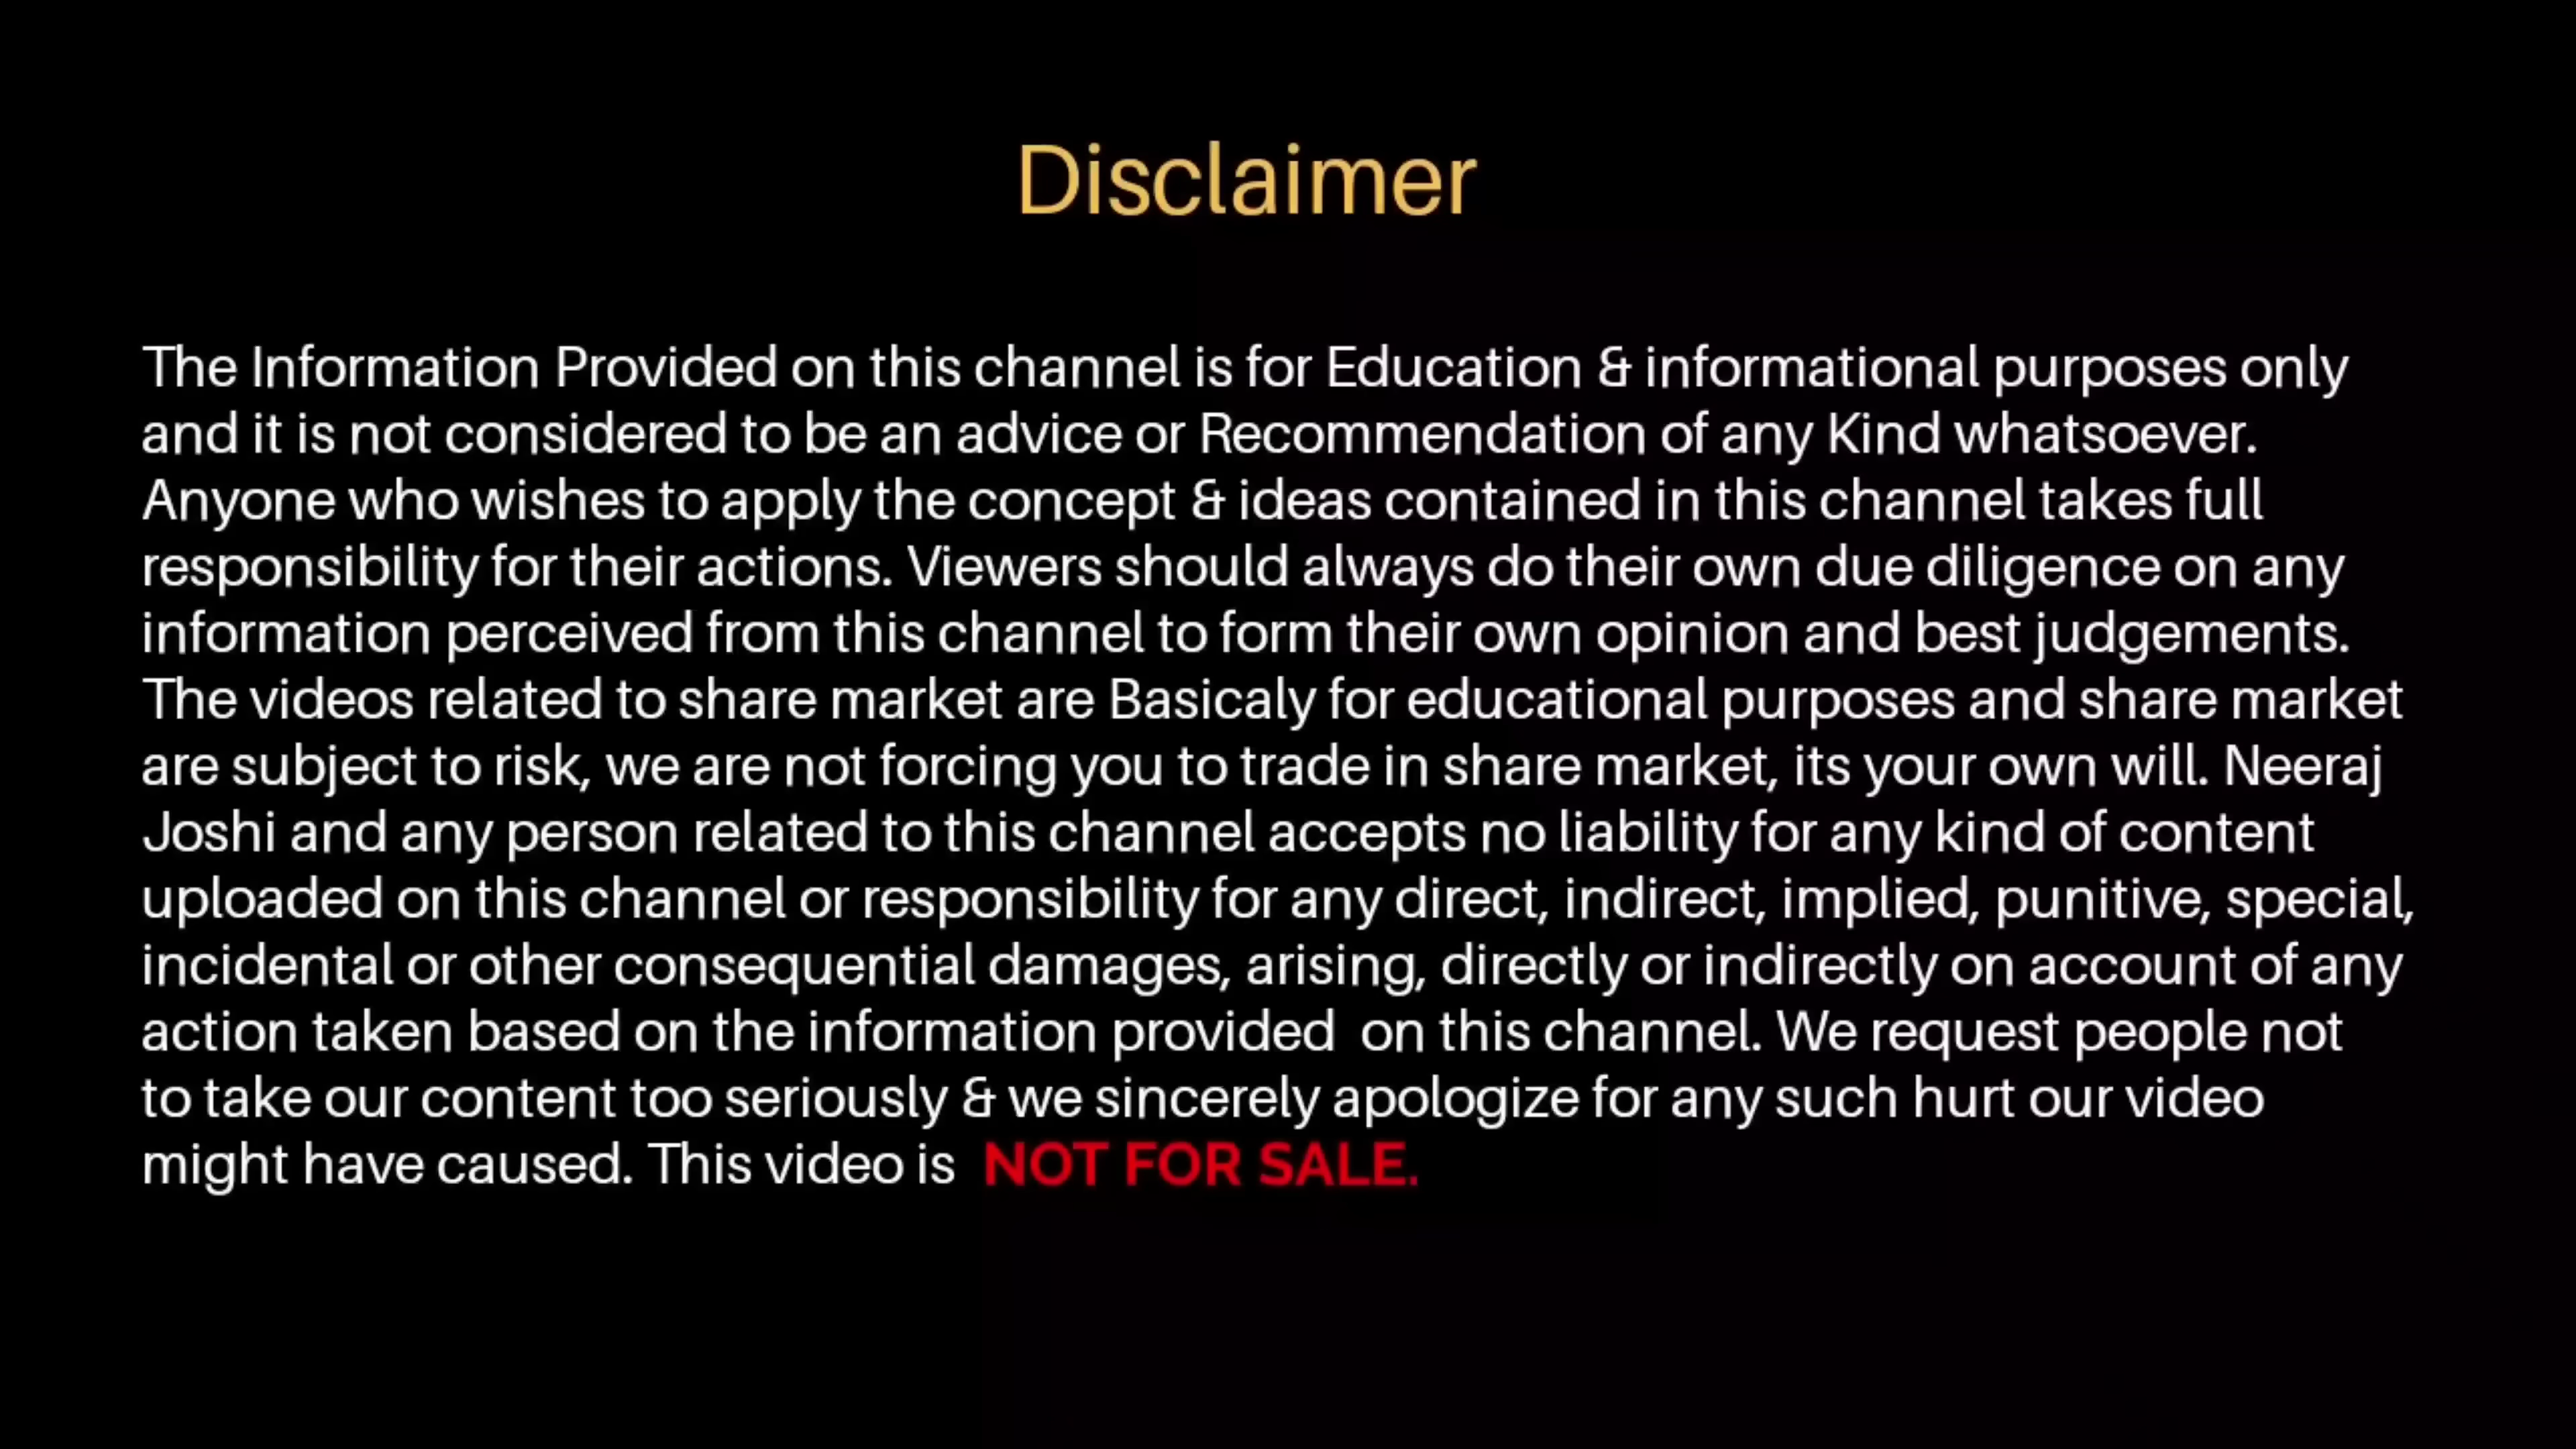 Disclaimer
The Information Provided on this channel is for Education & informational purposes only
and it is not considered to be an advice or Recommendation of any Kind whatsoever.
Anyone who wishes to apply the concept & ideas contained in this channel takes full
responsibility for their actions. Viewers should always do their own due diligence on any
information perceived from this channel to form their own opinion and best judgements.
The videos related to share market are Basicaly for educational purposes and share market
are subject to risk, we are not forcing you to trade in share market, its your own will. Neeraj
Joshi and any person related to this channel accepts no liability for any kind of content
uploaded on this channel or responsibility for any direct, indirect, implied, punitive, special,
incidental or other consequential damages, arising, directly or indirectly on account of any
action taken based on the information provided  on this channel. We request people not
to take our content too seriously & we sincerely apologize for any such hurt our video
might have caused. This video is  NOT FOR SALE.